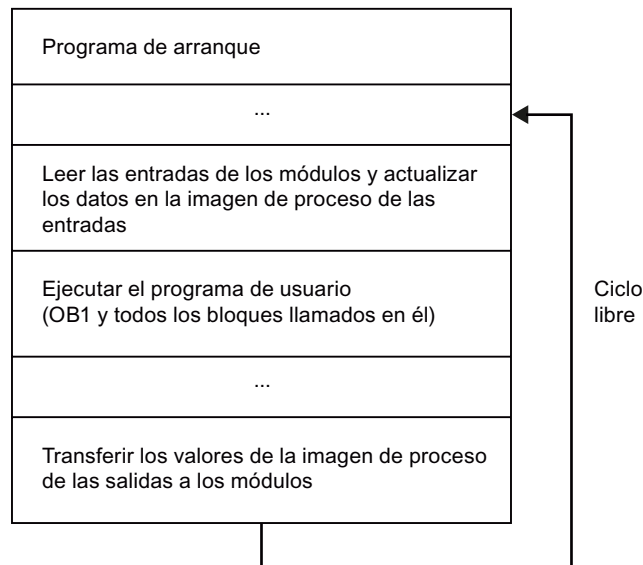 Programa de arranque
...
Leer las entradas de los módulos y actualizar
los datos en la imagen de proceso de las
entradas
Ejecutar el programa de usuario
(OB1 y todos los bloques llamados en él)
Ciclo
libre
...
Transferir los valores de la imagen de proceso
de las salidas a los módulos